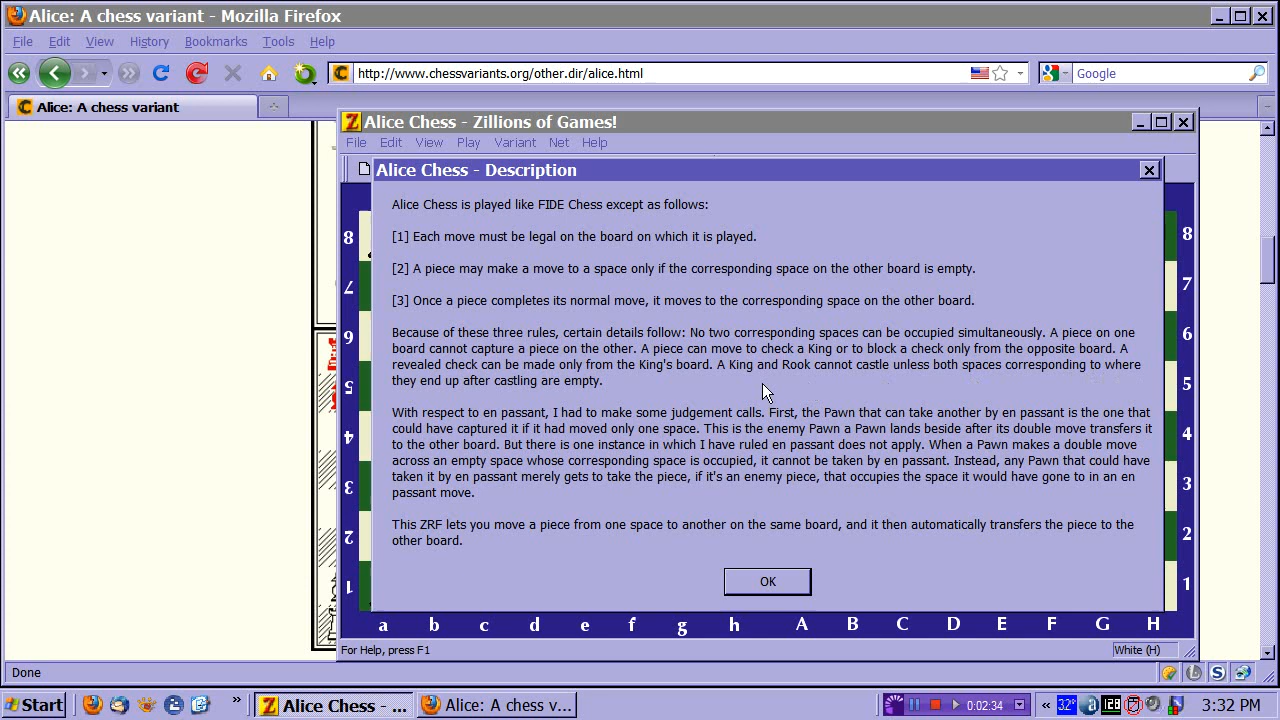 Alice: A chess variant - Mozilla Firefox
File Edit View History Bookmarks Tools Help
http://www.chessvariants.org/other.dir/alice.html
Google
Alice: A chess variant
Alice Chess - Zillions of Games!
File Edit View Play Variant Net Help
Alice Chess - Description
Alice Chess is played like FIDE Chess except as follows:
[1] Each move must be legal on the board on which it is played.
[2] A piece may make a move to a space only if the corresponding space on the other board is empty.
[3] Once a piece completes its normal move, it moves to the corresponding space on the other board.
Because of these three rules, certain details follow: No two corresponding spaces can be occupied simultaneously. A piece on one
board cannot capture a piece on the other. A piece can move to check a King or to block a check only from the opposite board. A
revealed check can be made only from the King's board. A King and Rook cannot castle unless both spaces corresponding to where
they end up after castling are empty.
With respect to en passant, I had to make some judgement calls. First, the Pawn that can take another by en passant is the one that
could have captured it if it had moved only one space. This is the enemy Pawn a Pawn lands beside after its double move transfers it
to the other board. But there is one instance in which I have ruled en passant does not apply. When a Pawn makes a double move
across an empty space whose corresponding space is occupied, it cannot be taken by en passant. Instead, any Pawn that could have
taken it by en passant merely gets to take the piece, if it's an enemy piece, that occupies the space it would have gone to in an en
passant move.
This ZRF lets you move a piece from one space to another on the same board, and it then automatically transfers the piece to the
other board.
OK
8 8
7 7
6 6
5 5
4 4
3 3
2 2
1 1
a b c d e f g h A B C D E F G H
For Help, press F1
White (H)
Done
Start
Alice Chess - ...
Alice: A chess v...
0:02:34
32°
128
3:32 PM